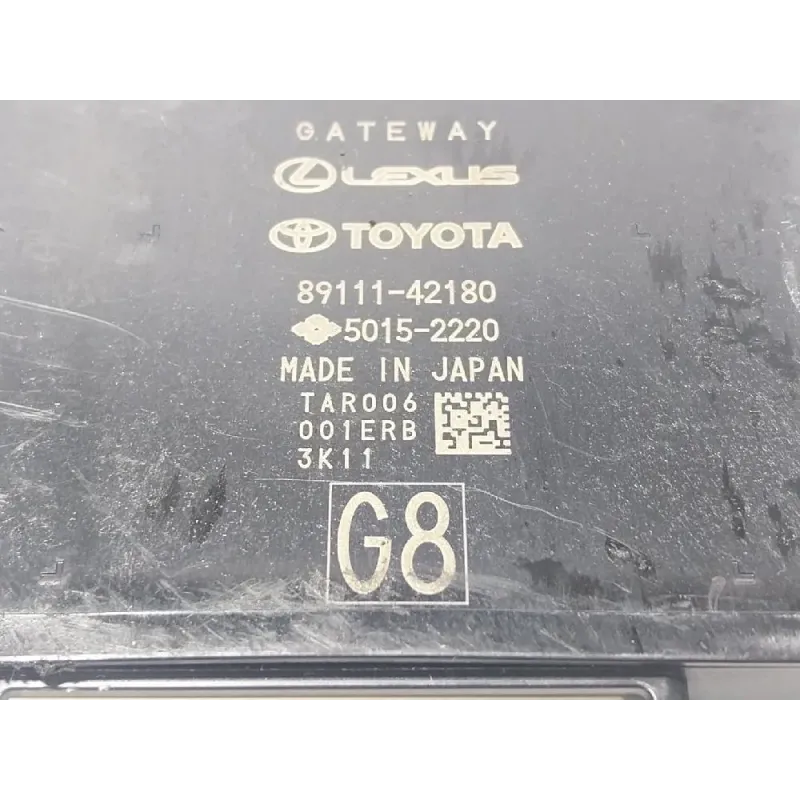 GATEWAY
LEXUS
TOYOTA
89111-42180
5015-2220
MADE IN JAPAN
TAR006
001ERB
3K11
G8